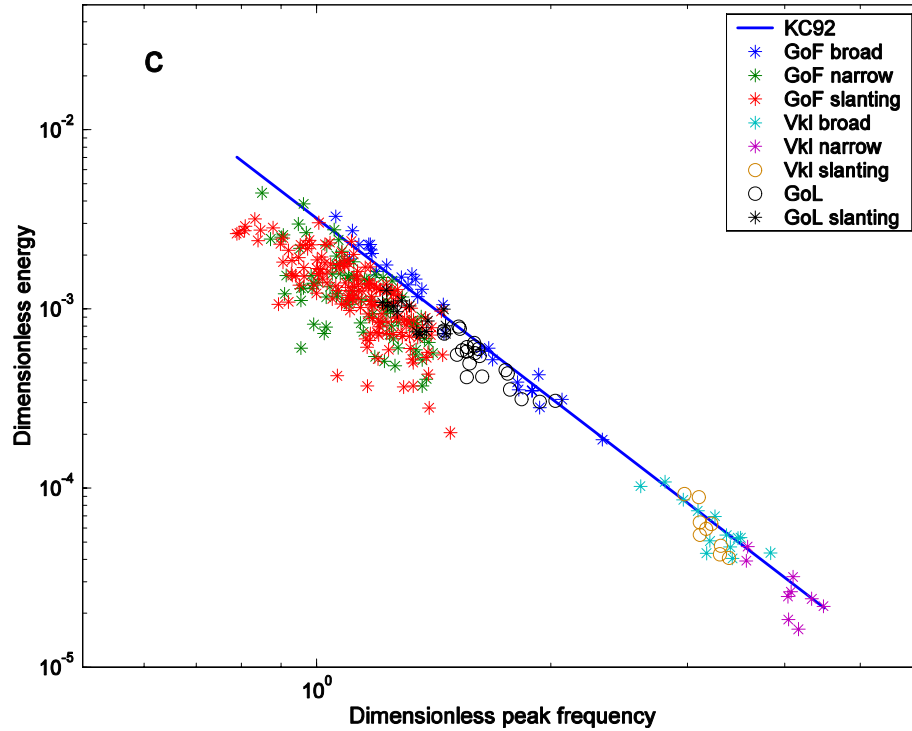 C
KC92
GoF broad
GoF narrow
GoF slanting
Vkl broad
Vkl narrow
Vkl slanting
GoL
GoL slanting
10^-2
10^-3
10^-4
10^-5
Dimensionless energy
10^0
Dimensionless peak frequency